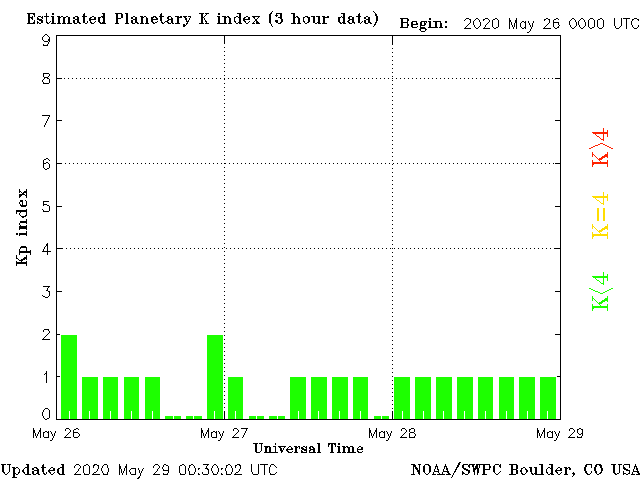 Estimated Planetary K index (3 hour data) Begin: 2020 May 26 0000 UTC
9
8
7
6
5
4
3
2
1
0
Kp index
K>4
K=4
K<4
May 26 May 27 May 28 May 29
Universal Time
Updated 2020 May 29 00:30:02 UTC NOAA/SWPC Boulder, CO USA